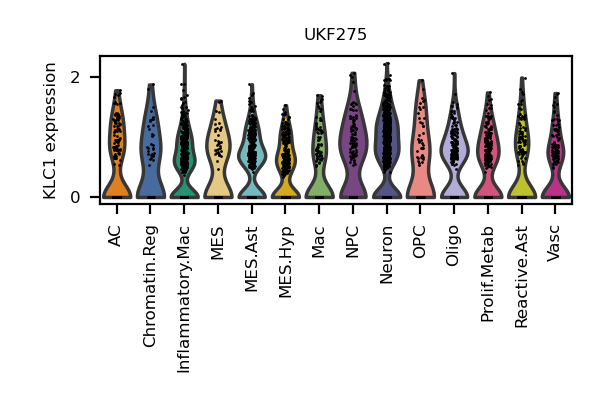 UKF275
KLC1 expression
2
0
AC
Chromatin.Reg
Inflammatory.Mac
MES
MES.Ast
MES.Hyp
Mac
NPC
Neuron
OPC
Oligo
Prolif.Metab
Reactive.Ast
Vasc